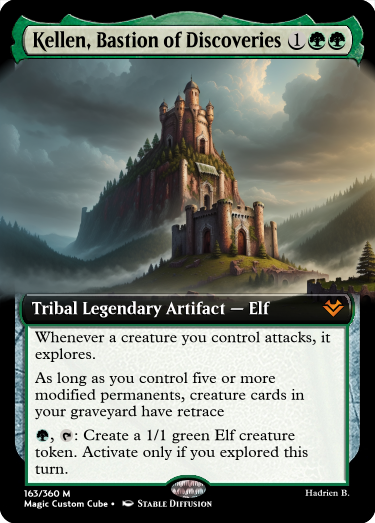 Kellen, Bastion of Discoveries 1
Tribal Legendary Artifact — Elf
Whenever a creature you control attacks, it
explores.
As long as you control five or more
modified permanents, creature cards in
your graveyard have retrace
, : Create a 1/1 green Elf creature
token. Activate only if you explored this
turn.
163/360 M
Hadrien B.
Magic Custom Cube • Stable Diffusion